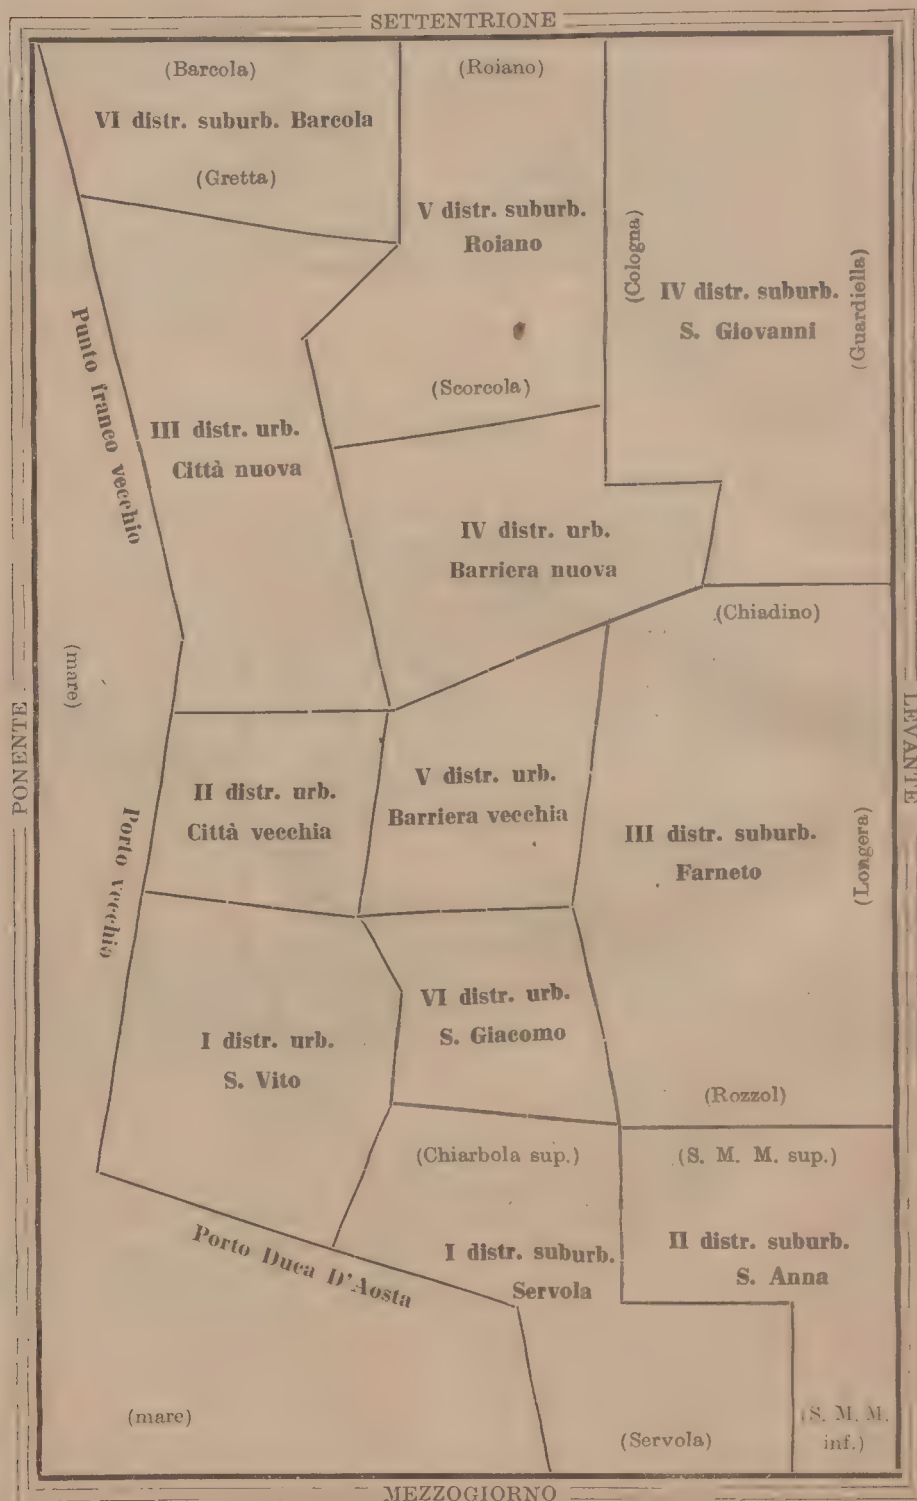 SETTENTRIONE
(Barcola)
VI distr. suburb. Barcola
(Gretta)
(Roiano)
V distr. suburb.
Roiano
(Scorcola)
(Cologna)
IV distr. suburb.
S. Giovanni
(Guardiella)
Punto franco vecchio
III distr. urb.
Città nuova
IV distr. urb.
Barriera nuova
(Chiadino)
(mare)
PONENTE
LEVANTE
II distr. urb.
Città vecchia
V distr. urb.
Barriera vecchia
III distr. suburb.
Farneto
(Longera)
Porto vecchio
I distr. urb.
S. Vito
VI distr. urb.
S. Giacomo
(Rozzol)
(Chiarbola sup.)
(S. M. M. sup.)
Porto Duca D'Aosta
I distr. suburb.
Servola
II distr. suburb.
S. Anna
(mare)
(Servola)
(S. M. M.
inf.)
MEZZOGIORNO